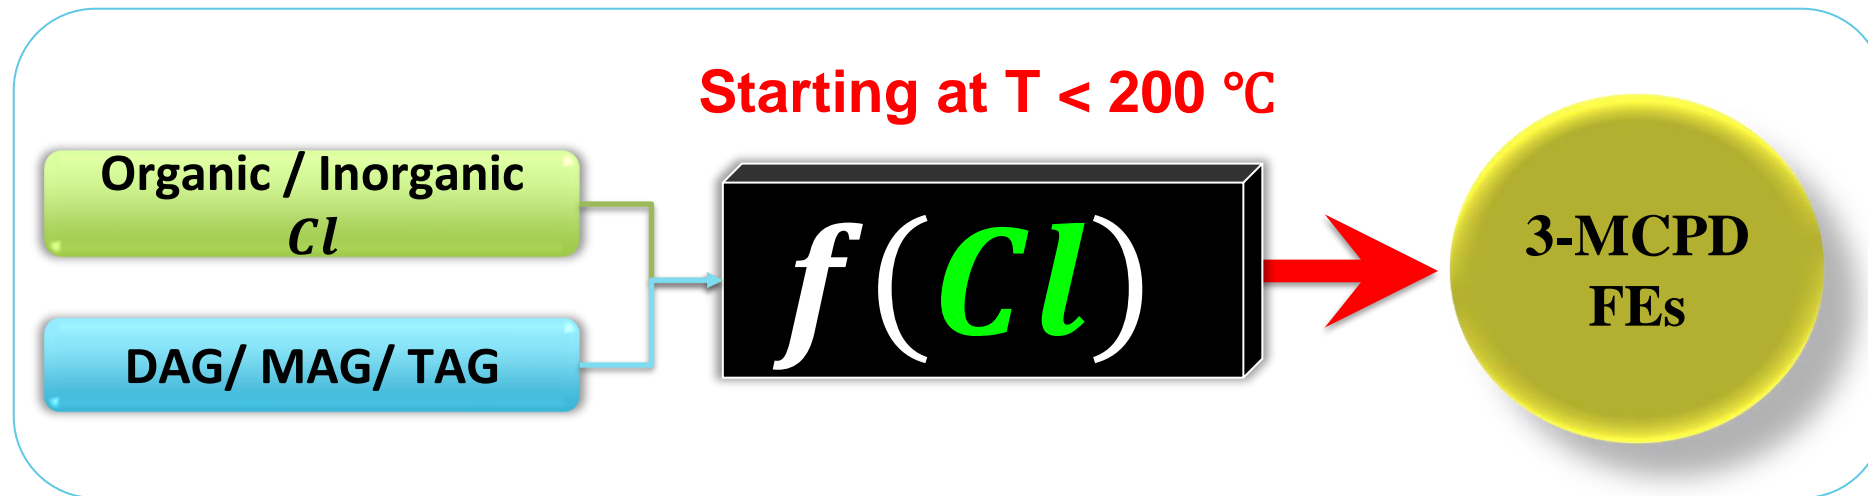 Starting at T < 200 ℃
Organic / Inorganic
Cl
DAG/ MAG/ TAG
f(Cl)
3-MCPD
FEs